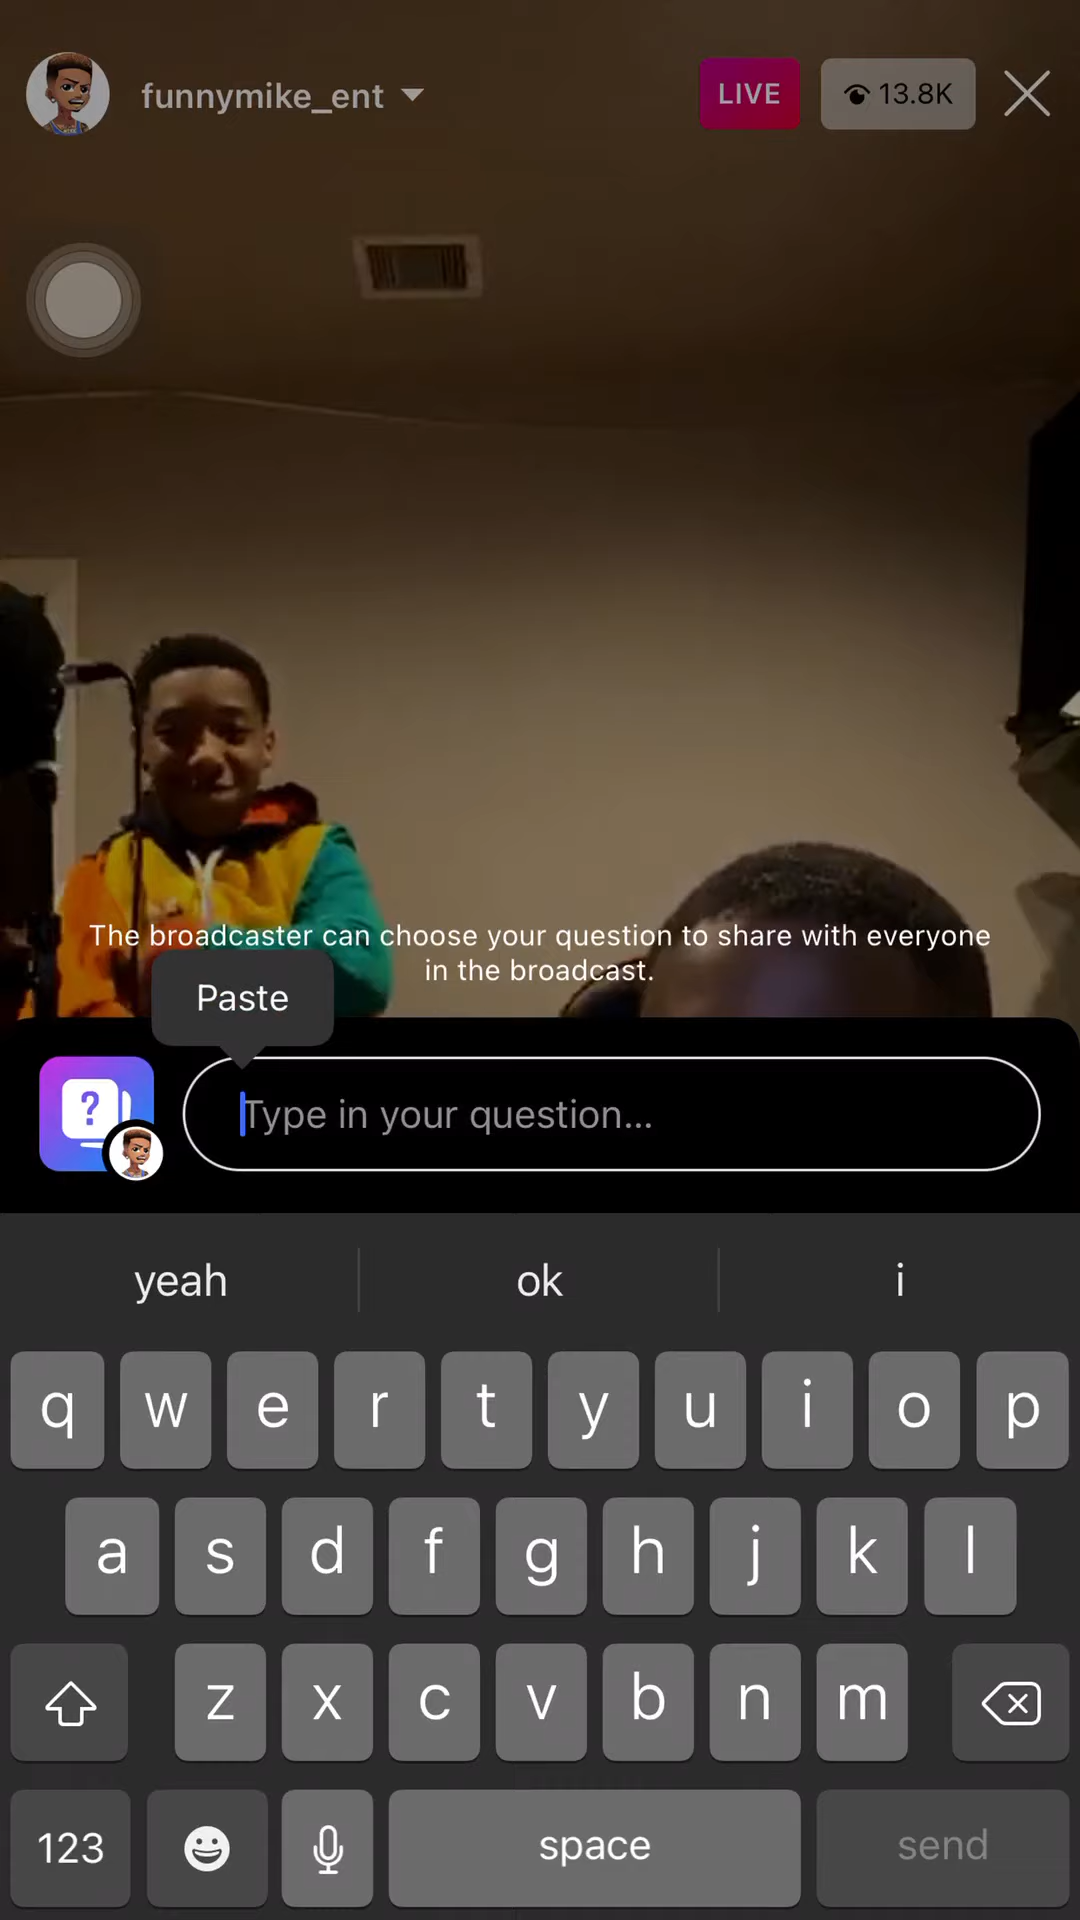 funnymike_ent
LIVE
13.8K
The broadcaster can choose your question to share with everyone
in the broadcast.
Paste
?
Type in your question...
yeah ok i
q w e r t y u i o p
a s d f g h j k l
z x c v b n m
123 space send